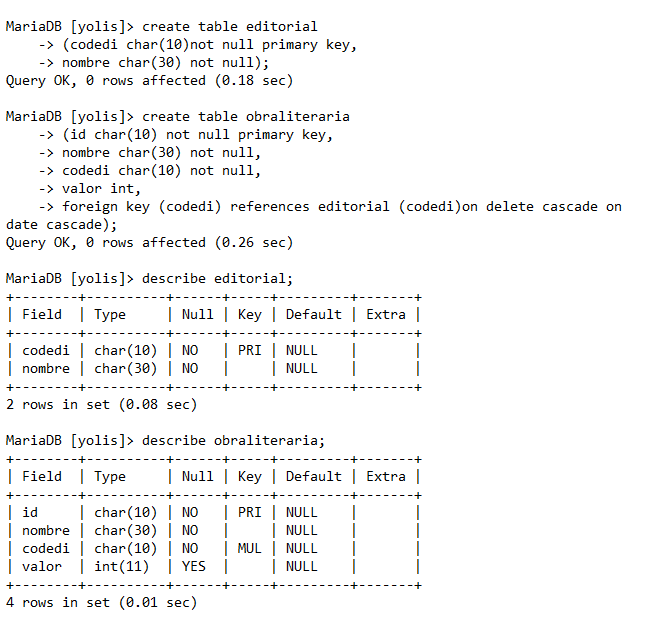 MariaDB [yolis]> create table editorial
    -> (codedi char(10)not null primary key,
    -> nombre char(30) not null);
Query OK, 0 rows affected (0.18 sec)

MariaDB [yolis]> create table obraliteraria
    -> (id char(10) not null primary key,
    -> nombre char(30) not null,
    -> codedi char(10) not null,
    -> valor int,
    -> foreign key (codedi) references editorial (codedi)on delete cascade on
date cascade);
Query OK, 0 rows affected (0.26 sec)

MariaDB [yolis]> describe editorial;
+--------+----------+------+-----+---------+-------+
| Field  | Type     | Null | Key | Default | Extra |
+--------+----------+------+-----+---------+-------+
| codedi | char(10) | NO   | PRI | NULL    |       |
| nombre | char(30) | NO   |     | NULL    |       |
+--------+----------+------+-----+---------+-------+
2 rows in set (0.08 sec)

MariaDB [yolis]> describe obraliteraria;
+--------+----------+------+-----+---------+-------+
| Field  | Type     | Null | Key | Default | Extra |
+--------+----------+------+-----+---------+-------+
| id     | char(10) | NO   | PRI | NULL    |       |
| nombre | char(30) | NO   |     | NULL    |       |
| codedi | char(10) | NO   | MUL | NULL    |       |
| valor  | int(11)  | YES  |     | NULL    |       |
+--------+----------+------+-----+---------+-------+
4 rows in set (0.01 sec)